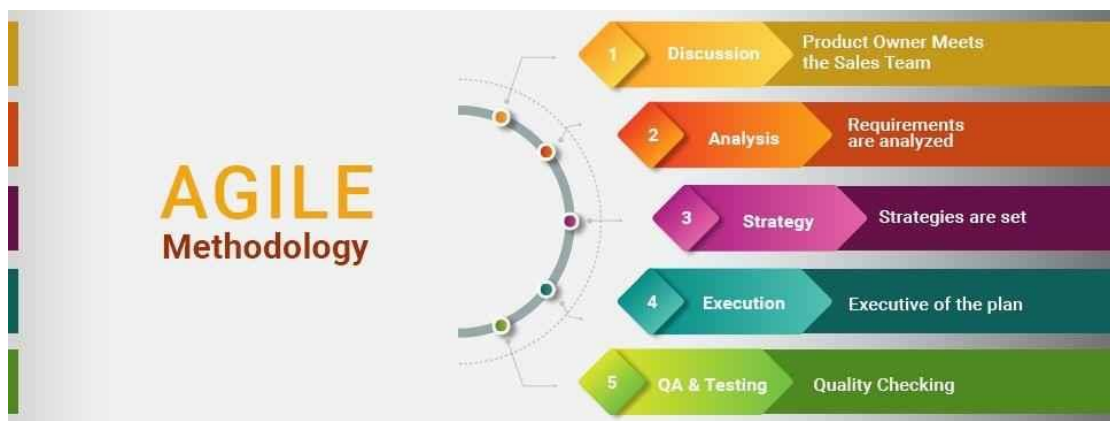 AGILE
Methodology
1
Discussion
Product Owner Meets
the Sales Team
2
Analysis
Requirements
are analyzed
3
Strategy
Strategies are set
4
Execution
Executive of the plan
5
QA & Testing
Quality Checking